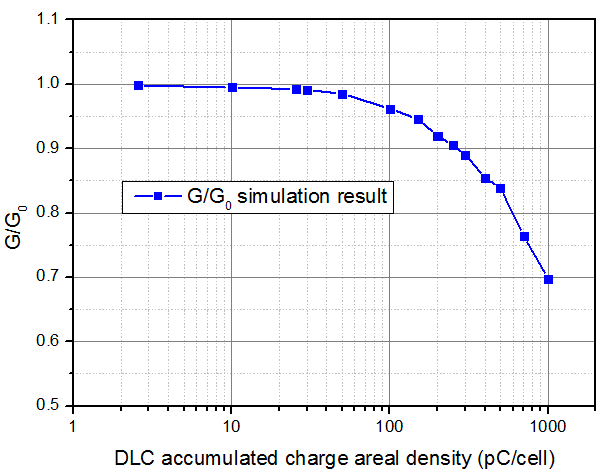 1.1
1.0
0.9
0.8
0.7
0.6
0.5
G/G0
G/G0 simulation result
1 10 100 1000
DLC accumulated charge areal density (pC/cell)